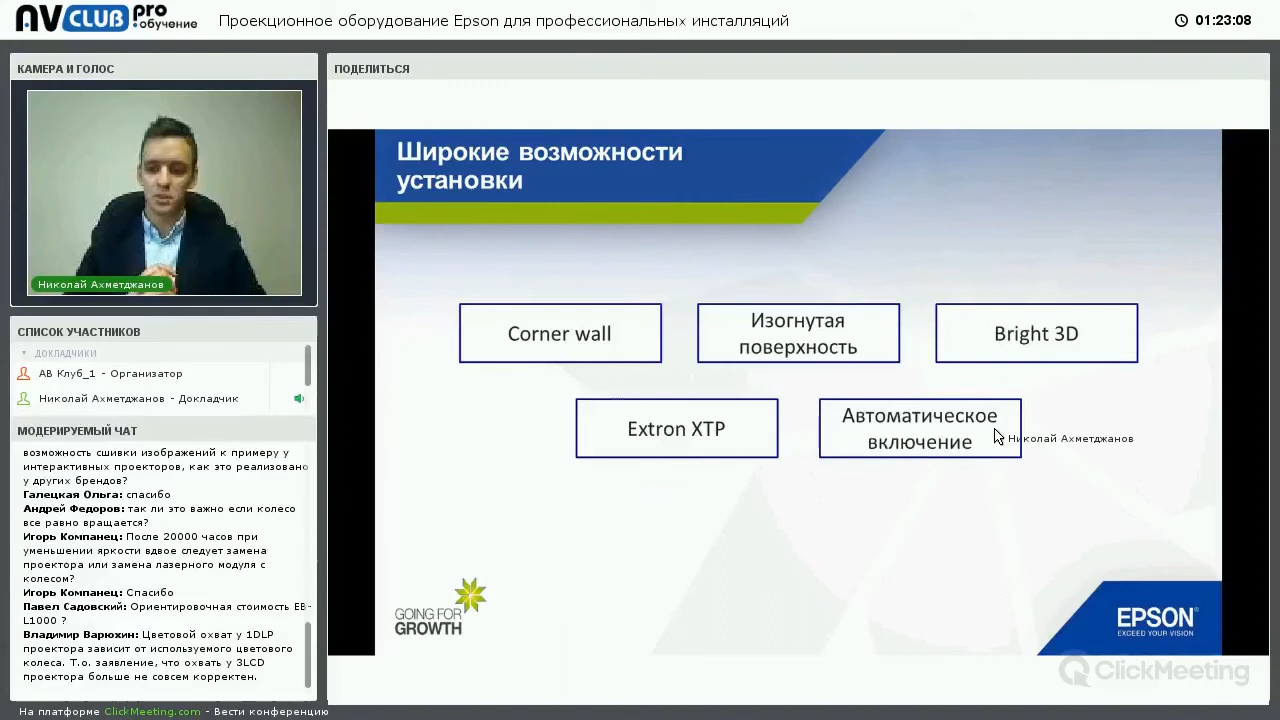 AV CLUB pro обучение
Проекционное оборудование Epson для профессиональных инсталляций
01:23:08
КАМЕРА И ГОЛОС
Николай Ахметджанов
СПИСОК УЧАСТНИКОВ
ДОКЛАДЧИКИ
АВ Клуб_1 - Организатор
Николай Ахметджанов - Докладчик
МОДЕРИРУЕМЫЙ ЧАТ
возможность сшивки изображений к примеру у
интерактивных проекторов, как это реализовано
у других брендов?
Галецкая Ольга: спасибо
Андрей Федоров: так ли это важно если колесо
все равно вращается?
Игорь Компанец: После 20000 часов при
уменьшении яркости вдвое следует замена
проектора или замена лазерного модуля с
колесом?
Игорь Компанец: Спасибо
Павел Садовский: Ориентировочная стоимость EB-
L1000 ?
Владимир Варюхин: Цветовой охват у 1DLP
проектора зависит от используемого цветового
колеса. Т.о. заявление, что охвать у 3LCD
проектора больше не совсем корректен.
На платформе ClickMeeting.com - Вести конференцию
ПОДЕЛИТЬСЯ
Широкие возможности
установки
Corner wall
Изогнутая
поверхность
Bright 3D
Extron XTP
Автоматическое
включение
Николай Ахметджанов
GOING FOR
GROWTH
EPSON
EXCEED YOUR VISION
ClickMeeting